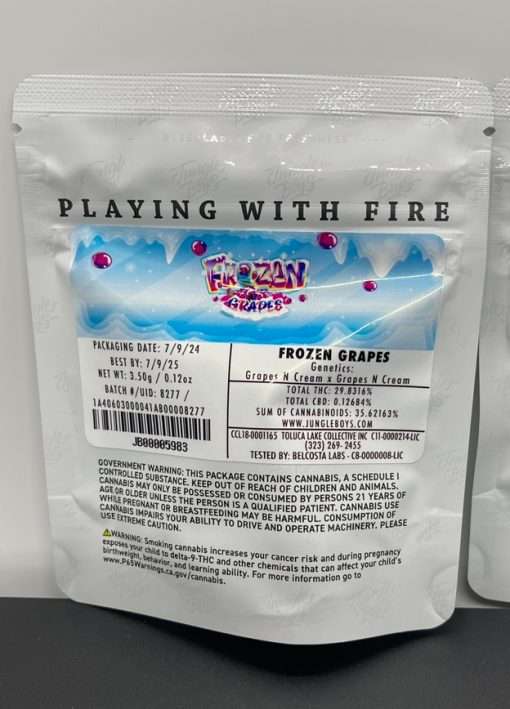 PLAYING WITH FIRE
FROZEN
GRAPES
PACKAGING DATE: 7/9/24
BEST BY: 7/9/25
NET WT: 3.50g / 0.12oz
BATCH #/UID: 8277 /
1A40603000041AB00008277
JB00005983
FROZEN GRAPES
Genetics:
Grapes N Cream x Grapes N Cream
TOTAL THC: 29.8316%
TOTAL CBD: 0.12684%
SUM OF CANNABINOIDS: 35.62163%
WWW.JUNGLEBOYS.COM
CCL18-0001165 TOLUCA LAKE COLLECTIVE INC C11-0000214-LIC
(323) 269-2455
TESTED BY: BELCOSTA LABS - C8-0000008-LIC
GOVERNMENT WARNING: THIS PACKAGE CONTAINS CANNABIS, A SCHEDULE I
CONTROLLED SUBSTANCE. KEEP OUT OF REACH OF CHILDREN AND ANIMALS.
CANNABIS MAY ONLY BE POSSESSED OR CONSUMED BY PERSONS 21 YEARS OF
AGE OR OLDER UNLESS THE PERSON IS A QUALIFIED PATIENT. CANNABIS USE
WHILE PREGNANT OR BREASTFEEDING MAY BE HARMFUL. CONSUMPTION OF
CANNABIS IMPAIRS YOUR ABILITY TO DRIVE AND OPERATE MACHINERY. PLEASE
USE EXTREME CAUTION.
WARNING: Smoking cannabis increases your cancer risk and during pregnancy
exposes your child to delta-9-THC and other chemicals that can affect your child's
birthweight, behavior, and learning ability. For more information go to
www.P65Warnings.ca.gov/cannabis.